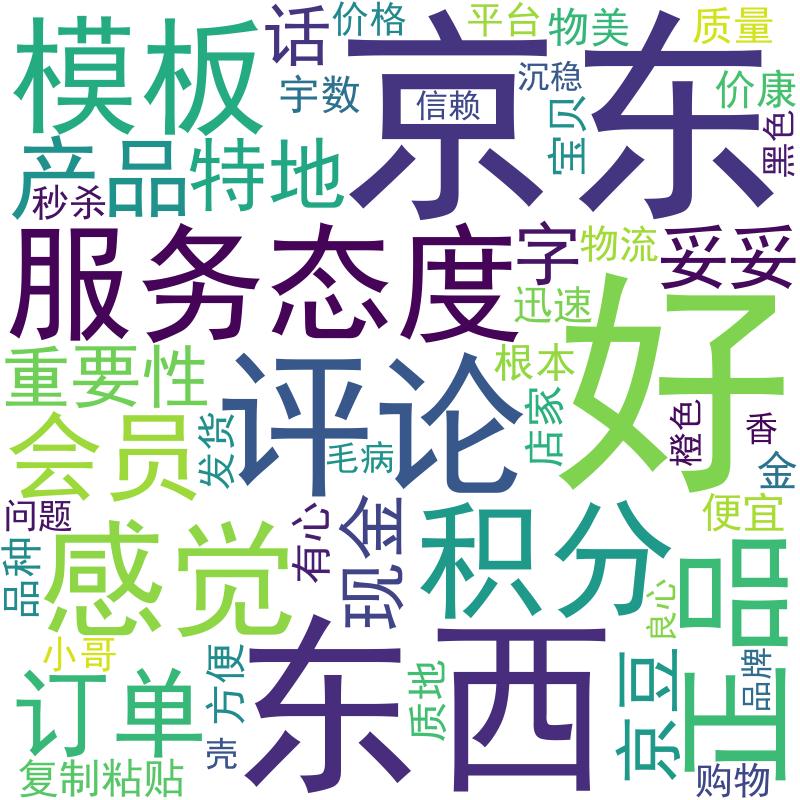 模板
话
价格
京东
平台
物美
质量
宇数
信赖
沉稳
宝贝
价康
黑色
产品
特地
秒杀
服务态度
字
物流
妥妥
迅速
好
重要性
评论
根本
会员
发货
毛病
店家
橙色
香
金
问题
有心
现金
积分
便宜
品种
感觉
正品
良心
小哥
订单
方便
东西
质地
京豆
品牌
壳
复制粘贴
购物